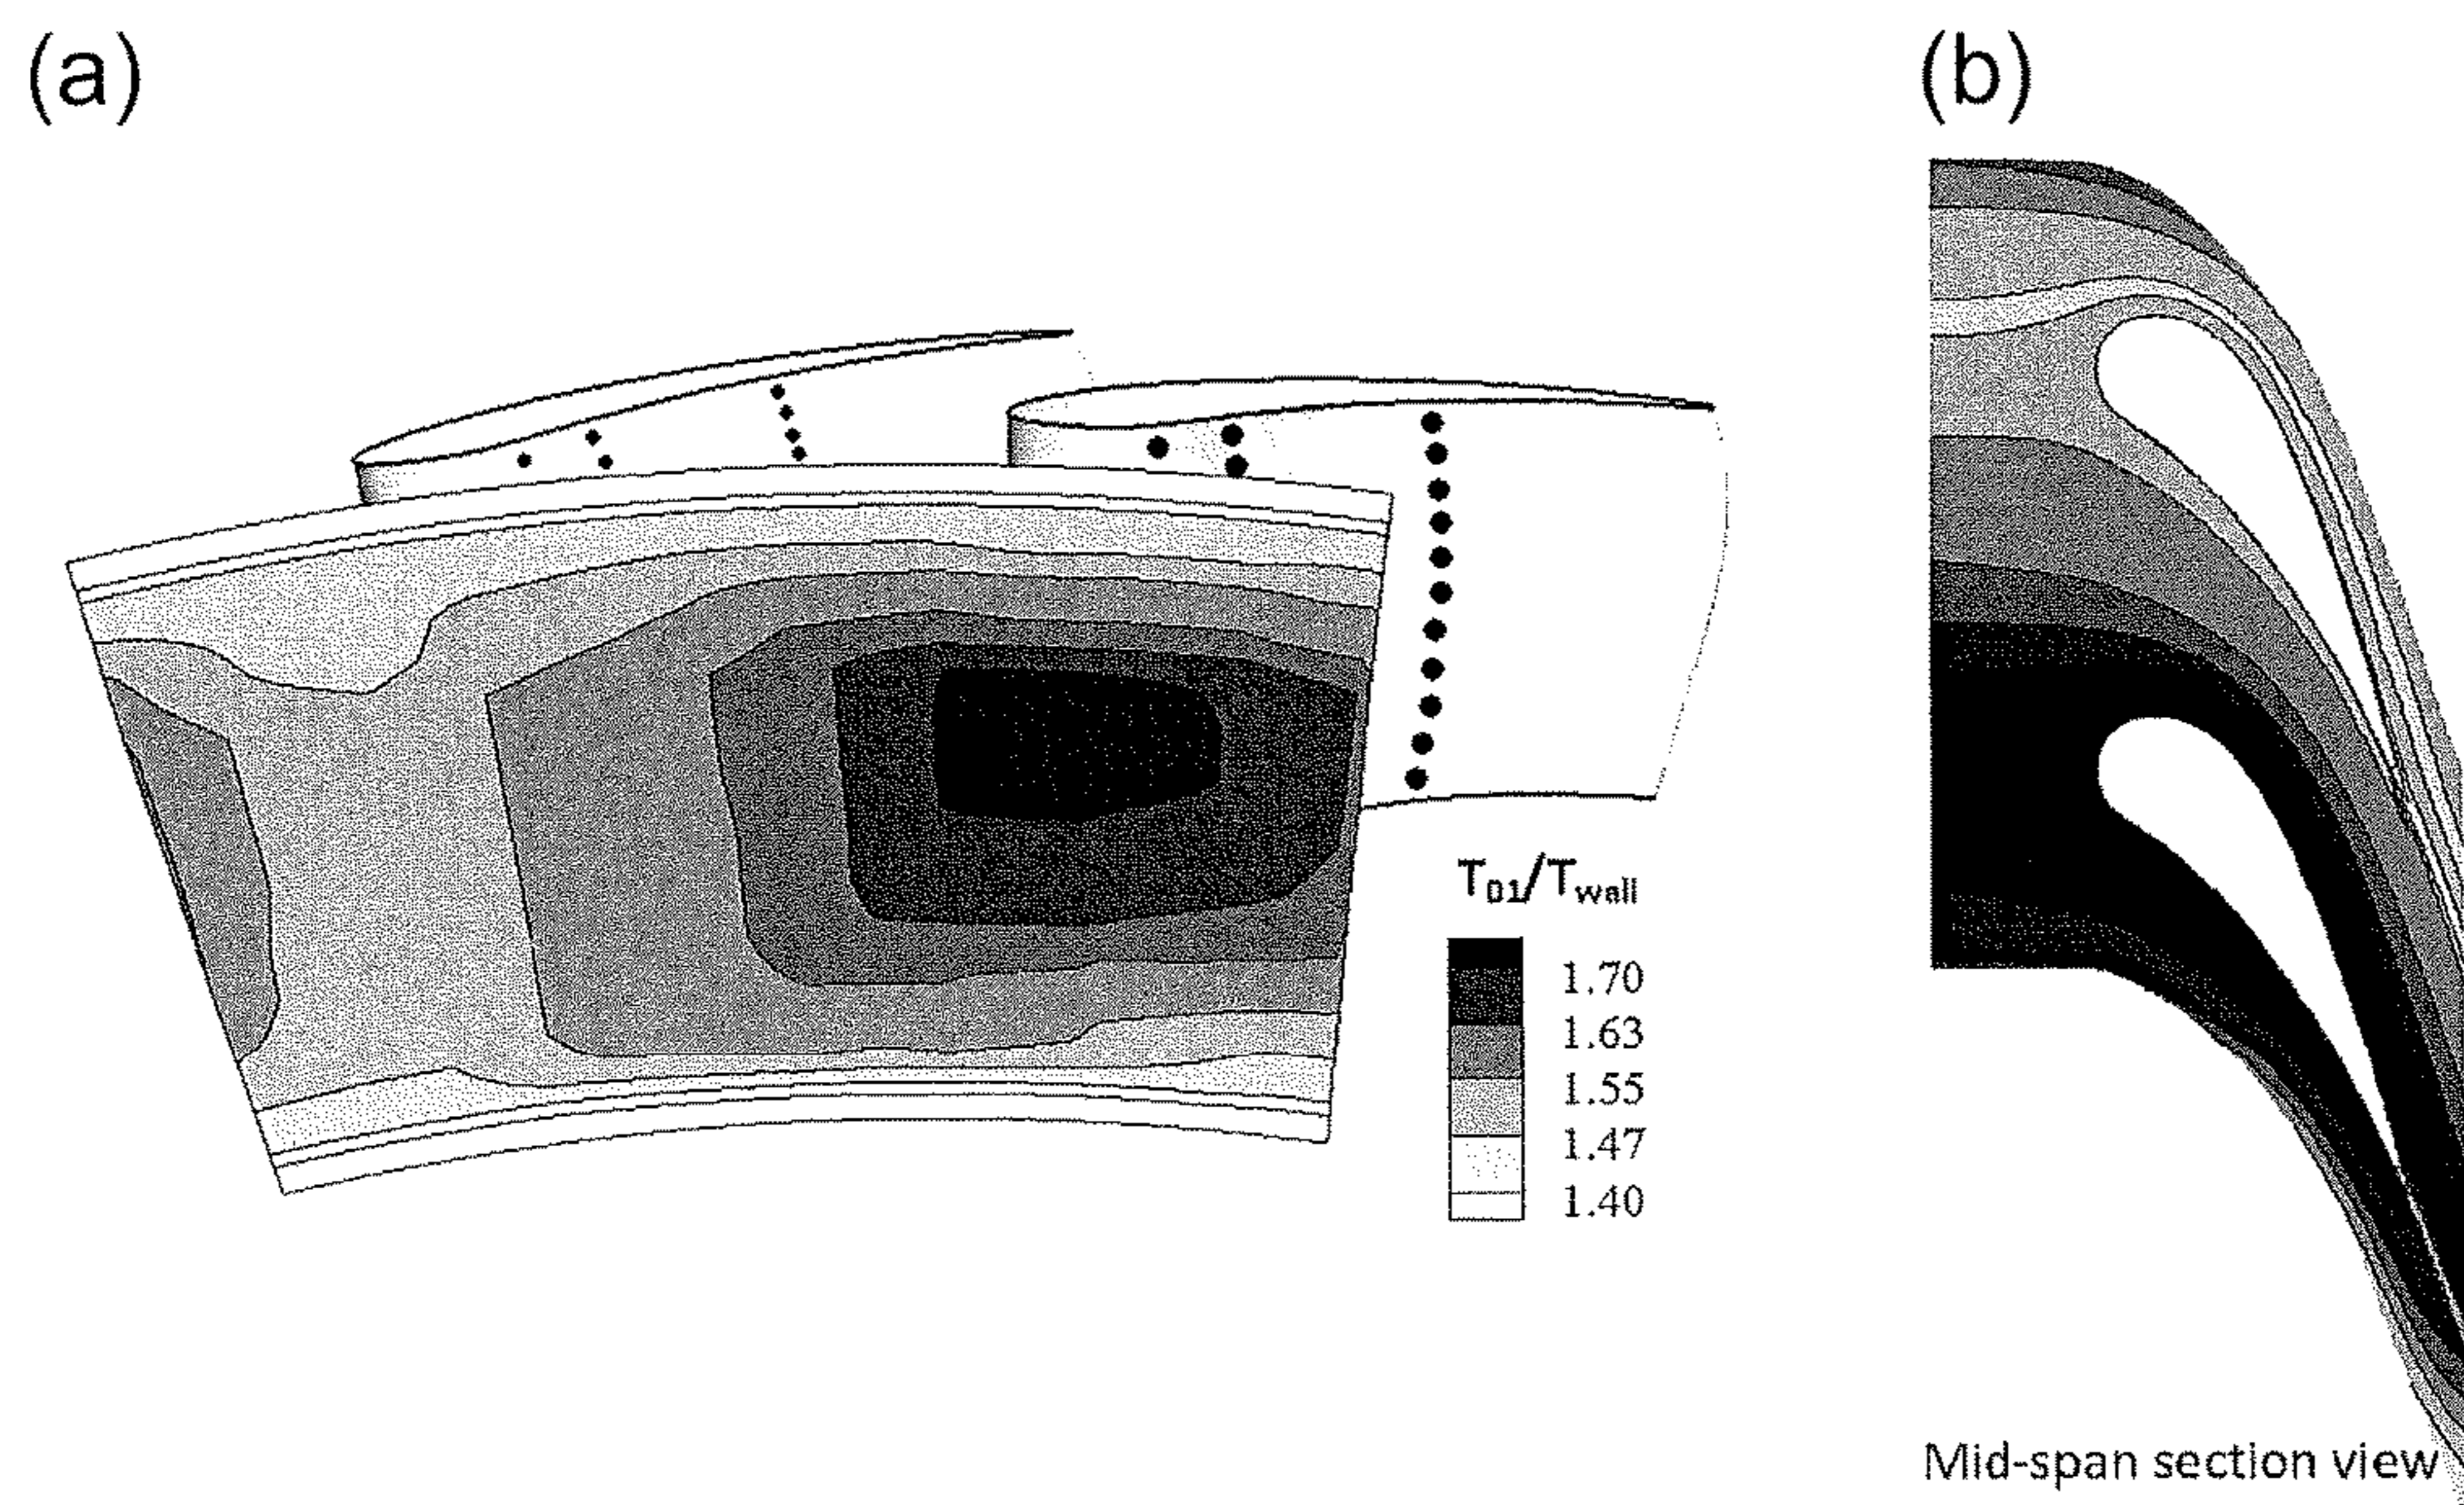 (a)
(b)
T01/Twall
1.70
1.63
1.55
1.47
1.40
Mid-span section view